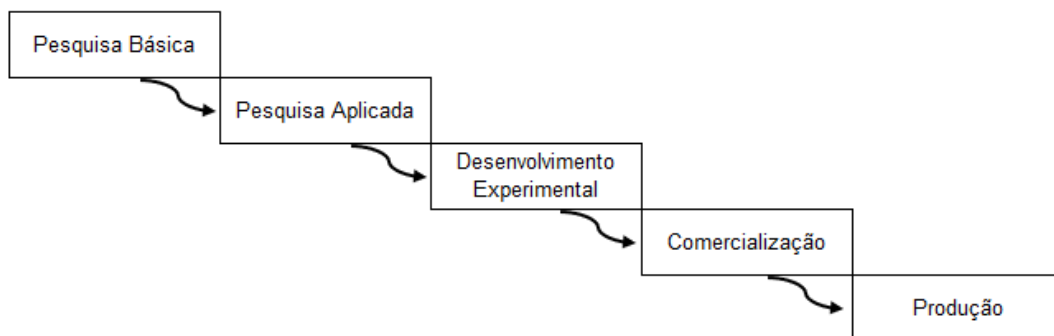 Pesquisa Básica
Pesquisa Aplicada
Desenvolvimento
Experimental
Comercialização
Produção